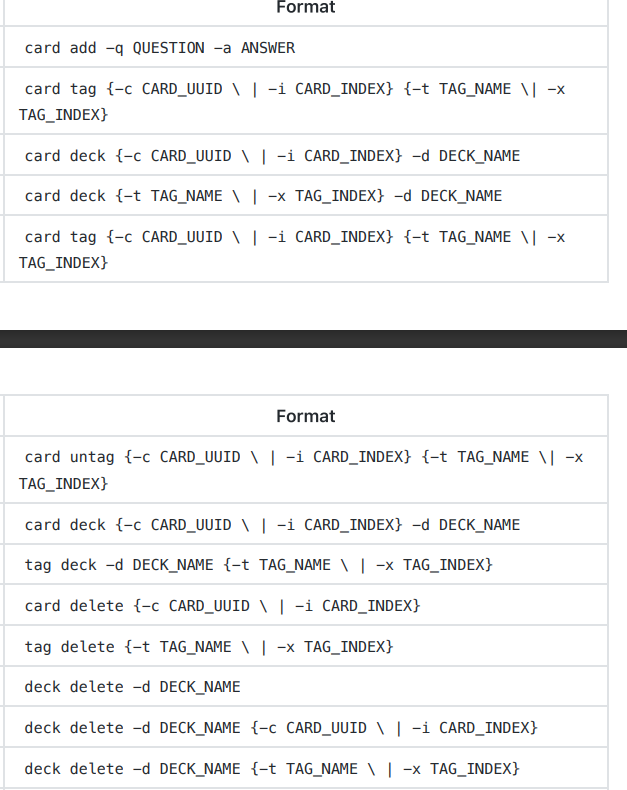 Format
card add -q QUESTION -a ANSWER
card tag {-c CARD_UUID \ | -i CARD_INDEX} {-t TAG_NAME \| -x
TAG_INDEX}
card deck {-c CARD_UUID \ | -i CARD_INDEX} -d DECK_NAME
card deck {-t TAG_NAME \ | -x TAG_INDEX} -d DECK_NAME
card tag {-c CARD_UUID \ | -i CARD_INDEX} {-t TAG_NAME \| -x
TAG_INDEX}
Format
card untag {-c CARD_UUID \ | -i CARD_INDEX} {-t TAG_NAME \| -x
TAG_INDEX}
card deck {-c CARD_UUID \ | -i CARD_INDEX} -d DECK_NAME
tag deck -d DECK_NAME {-t TAG_NAME \ | -x TAG_INDEX}
card delete {-c CARD_UUID \ | -i CARD_INDEX}
tag delete {-t TAG_NAME \ | -x TAG_INDEX}
deck delete -d DECK_NAME
deck delete -d DECK_NAME {-c CARD_UUID \ | -i CARD_INDEX}
deck delete -d DECK_NAME {-t TAG_NAME \ | -x TAG_INDEX}